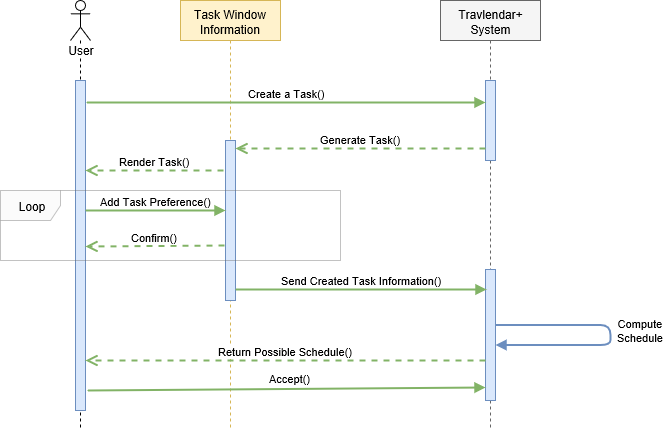 Task Window
Information
Travlendar+
System
User
Create a Task()
Generate Task()
Render Task()
Loop
Add Task Preference()
Confirm()
Send Created Task Information()
Compute
Schedule
Return Possible Schedule()
Accept()